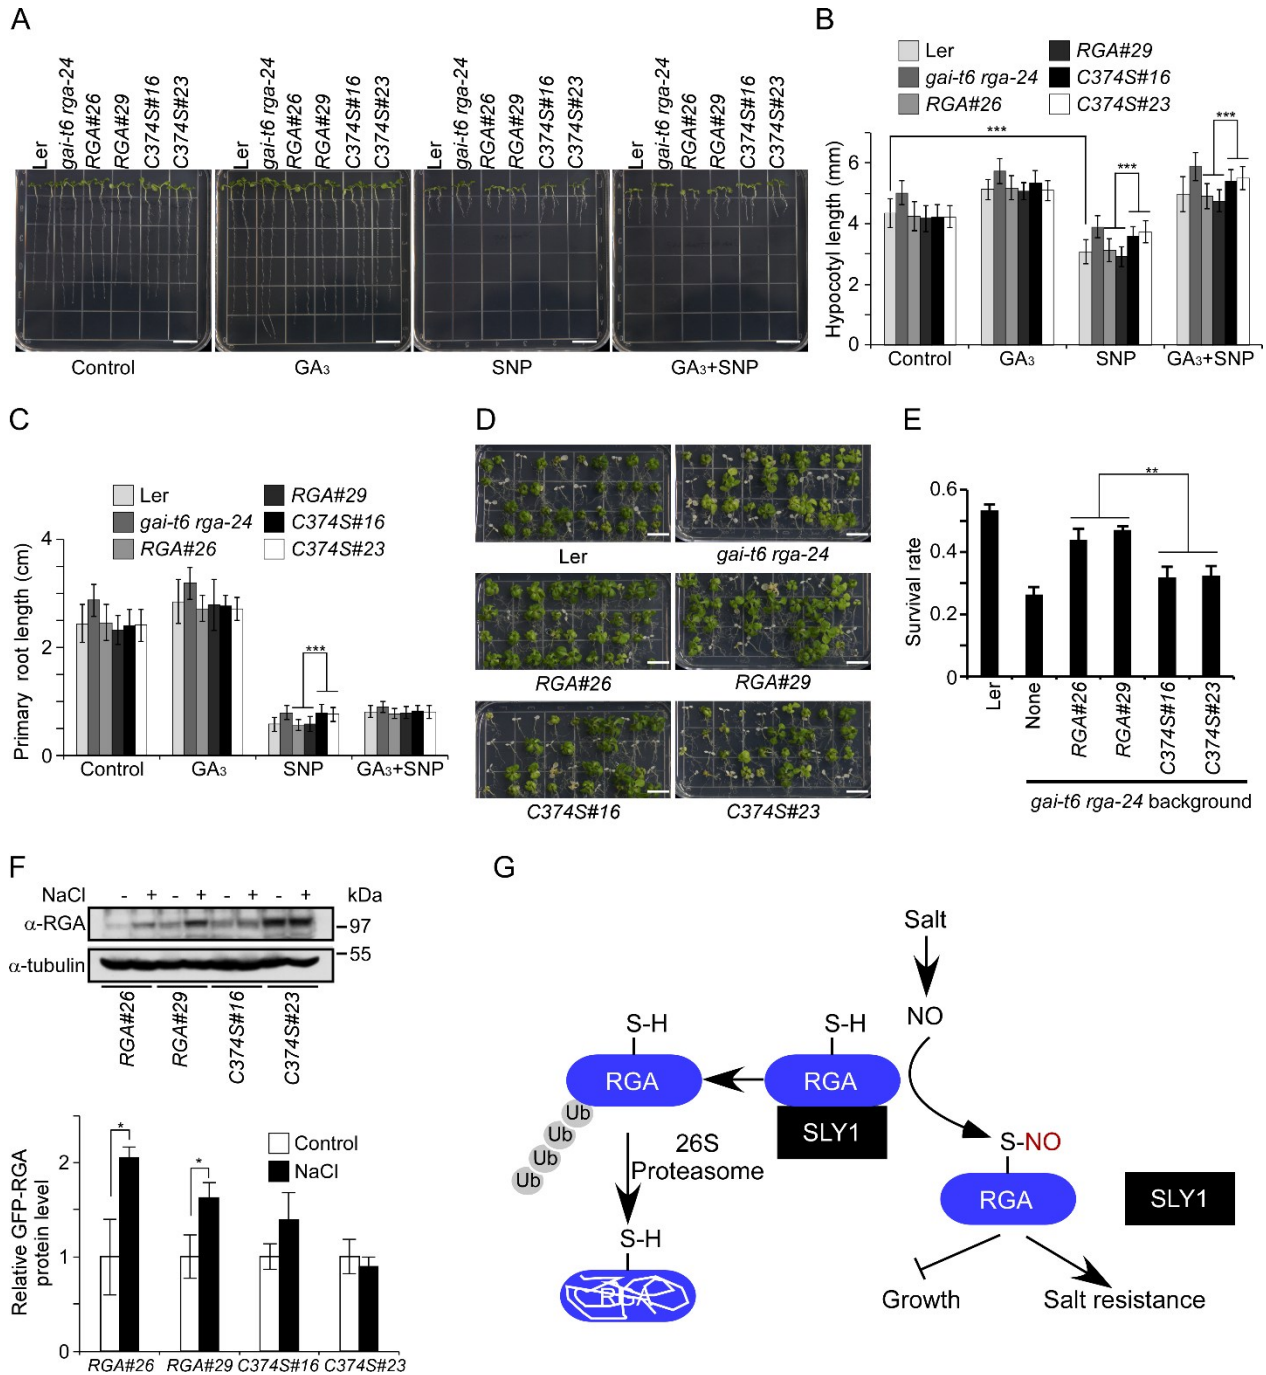 A
Ler
gai-t6 rga-24
RGA#26
RGA#29
C374S#16
C374S#23
Ler
gai-t6 rga-24
RGA#26
RGA#29
C374S#16
C374S#23
Ler
gai-t6 rga-24
RGA#26
RGA#29
C374S#16
C374S#23
Ler
gai-t6 rga-24
RGA#26
RGA#29
C374S#16
C374S#23
Control
GA3
SNP
GA3+SNP
B
Ler
gai-t6 rga-24
RGA#26
RGA#29
C374S#16
C374S#23
Hypocotyl length (mm)
6
4
2
0
***
***
***
Control
GA3
SNP
GA3+SNP
C
Ler
gai-t6 rga-24
RGA#26
RGA#29
C374S#16
C374S#23
Primary root length (cm)
4
2
0
***
Control
GA3
SNP
GA3+SNP
D
Ler
gai-t6 rga-24
RGA#26
RGA#29
C374S#16
C374S#23
E
Survival rate
0.6
0.4
0.2
0
**
Ler
None
RGA#26
RGA#29
C374S#16
C374S#23
gai-t6 rga-24 background
F
NaCl - + - + - + - + kDa
α-RGA
97
55
α-tubulin
RGA#26
RGA#29
C374S#16
C374S#23
Relative GFP-RGA
protein level
2
1
0
*
*
Control
NaCl
RGA#26
RGA#29
C374S#16
C374S#23
G
Salt
NO
S-H
S-H
RGA
RGA
SLY1
Ub
Ub
Ub
Ub
26S
Proteasome
S-H
RGA
S-NO
RGA
SLY1
Growth
Salt resistance